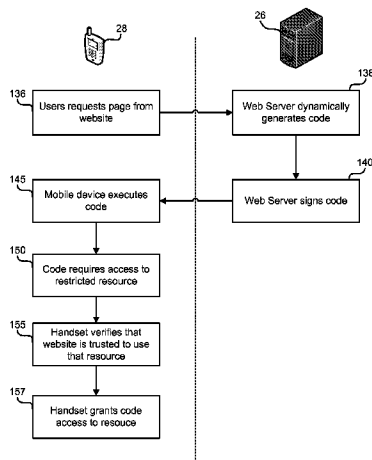 28
26
136
Users requests page from
website
138
Web Server dynamically
generates code
145
Mobile device executes
code
140
Web Server signs code
150
Code requires access to
restricted resource
155
Handset verifies that
website is trusted to use
that resource
157
Handset grants code
access to resouce